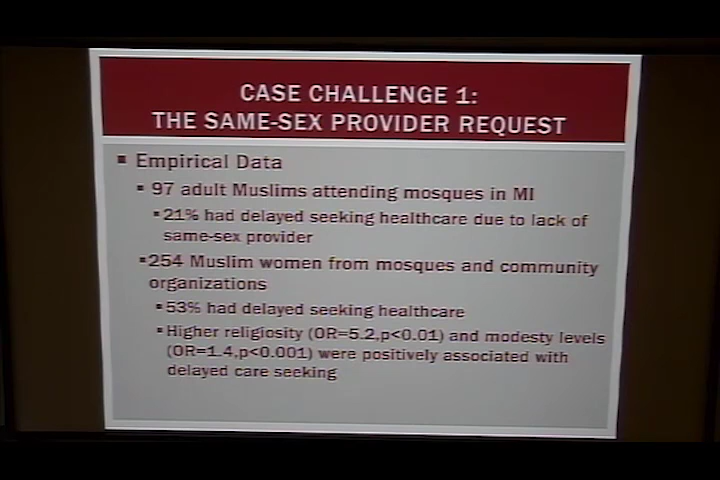 CASE CHALLENGE 1:
THE SAME-SEX PROVIDER REQUEST
▪ Empirical Data
▪ 97 adult Muslims attending mosques in MI
▪ 21% had delayed seeking healthcare due to lack of
same-sex provider
▪ 254 Muslim women from mosques and community
organizations
▪ 53% had delayed seeking healthcare
▪ Higher religiosity (OR=5.2,p<0.01) and modesty levels
(OR=1.4,p<0.001) were positively associated with
delayed care seeking